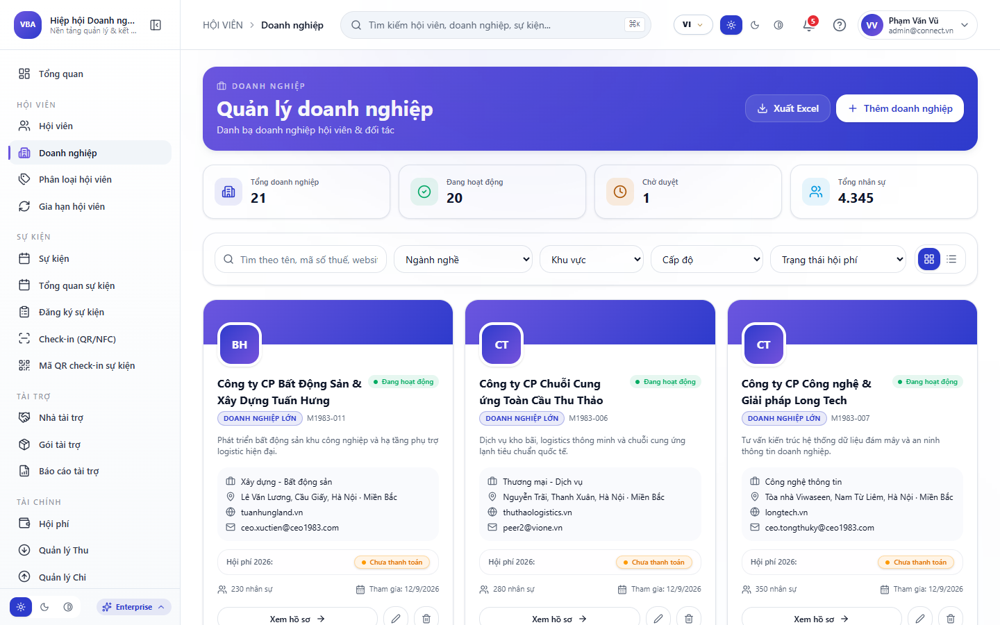 VBA
Hiệp hội Doanh ng...
Nền tảng quản lý & kết ...
HỘI VIÊN
Doanh nghiệp
Tìm kiếm hội viên, doanh nghiệp, sự kiện...
⌘K
VI
5
VV
Phạm Văn Vũ
admin@connect.vn
Tổng quan
HỘI VIÊN
Hội viên
Doanh nghiệp
Phân loại hội viên
Gia hạn hội viên
SỰ KIỆN
Sự kiện
Tổng quan sự kiện
Đăng ký sự kiện
Check-in (QR/NFC)
Mã QR check-in sự kiện
TÀI TRỢ
Nhà tài trợ
Gói tài trợ
Báo cáo tài trợ
TÀI CHÍNH
Hội phí
Quản lý Thu
Quản lý Chi
Enterprise
DOANH NGHIỆP
Quản lý doanh nghiệp
Danh bạ doanh nghiệp hội viên & đối tác
Xuất Excel
Thêm doanh nghiệp
Tổng doanh nghiệp
21
Đang hoạt động
20
Chờ duyệt
1
Tổng nhân sự
4.345
Tìm theo tên, mã số thuế, websi
Ngành nghề
Khu vực
Cấp độ
Trạng thái hội phí
BH
Công ty CP Bất Động Sản &
Xây Dựng Tuấn Hưng
Đang hoạt động
DOANH NGHIỆP LỚN
M1983-011
Phát triển bất động sản khu công nghiệp và hạ tầng phụ trợ
logistic hiện đại.
Xây dựng - Bất động sản
Lê Văn Lương, Cầu Giấy, Hà Nội · Miền Bắc
tuanhungland.vn
ceo.xuctien@ceo1983.com
Hội phí 2026:
Chưa thanh toán
230 nhân sự
Tham gia: 12/9/2026
Xem hồ sơ
CT
Công ty CP Chuỗi Cung
ứng Toàn Cầu Thu Thảo
Đang hoạt động
DOANH NGHIỆP LỚN
M1983-006
Dịch vụ kho bãi, logistics thông minh và chuỗi cung ứng
lạnh tiêu chuẩn quốc tế.
Thương mại - Dịch vụ
Nguyễn Trãi, Thanh Xuân, Hà Nội · Miền Bắc
thuthaologistics.vn
peer2@vione.vn
Hội phí 2026:
Chưa thanh toán
280 nhân sự
Tham gia: 12/9/2026
Xem hồ sơ
CT
Công ty CP Công nghệ &
Giải pháp Long Tech
Đang hoạt động
DOANH NGHIỆP LỚN
M1983-007
Tư vấn kiến trúc hệ thống dữ liệu đám mây và an ninh
thông tin doanh nghiệp.
Công nghệ thông tin
Tòa nhà Viwaseen, Nam Từ Liêm, Hà Nội · Miền Bắc
longtech.vn
ceo.tongthuky@ceo1983.com
Hội phí 2026:
Chưa thanh toán
350 nhân sự
Tham gia: 12/9/2026
Xem hồ sơ